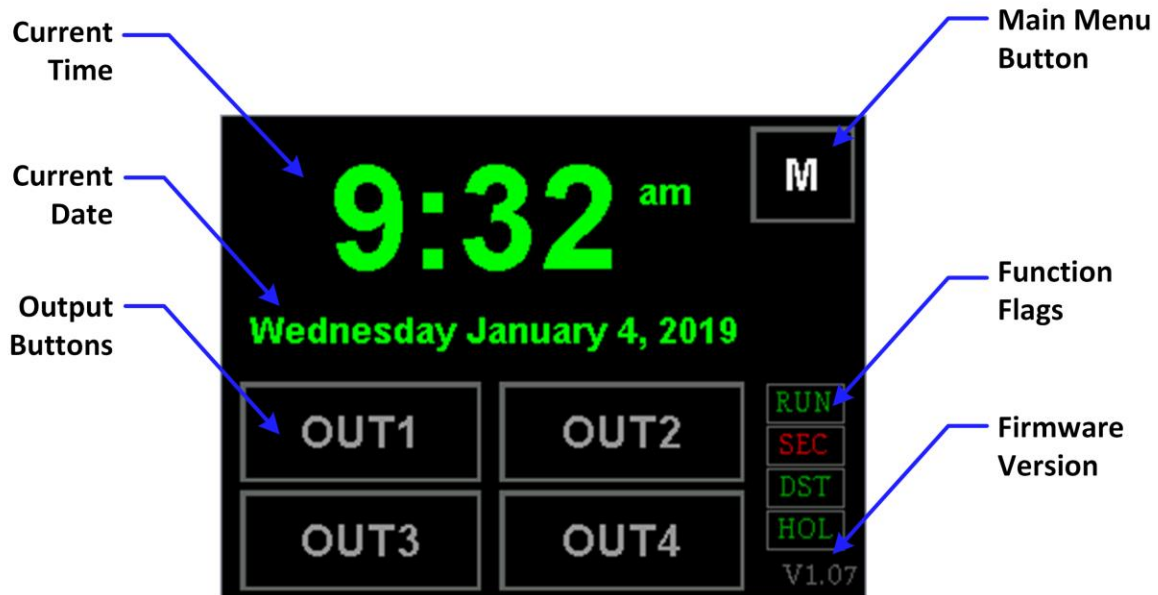 Current
Time
Main Menu
Button
M
9:32 am
Current
Date
Wednesday January 4, 2019
Function
Flags
Output
Buttons
OUT1
OUT2
RUN
SEC
DST
HOL
Firmware
Version
OUT3
OUT4
V1.07